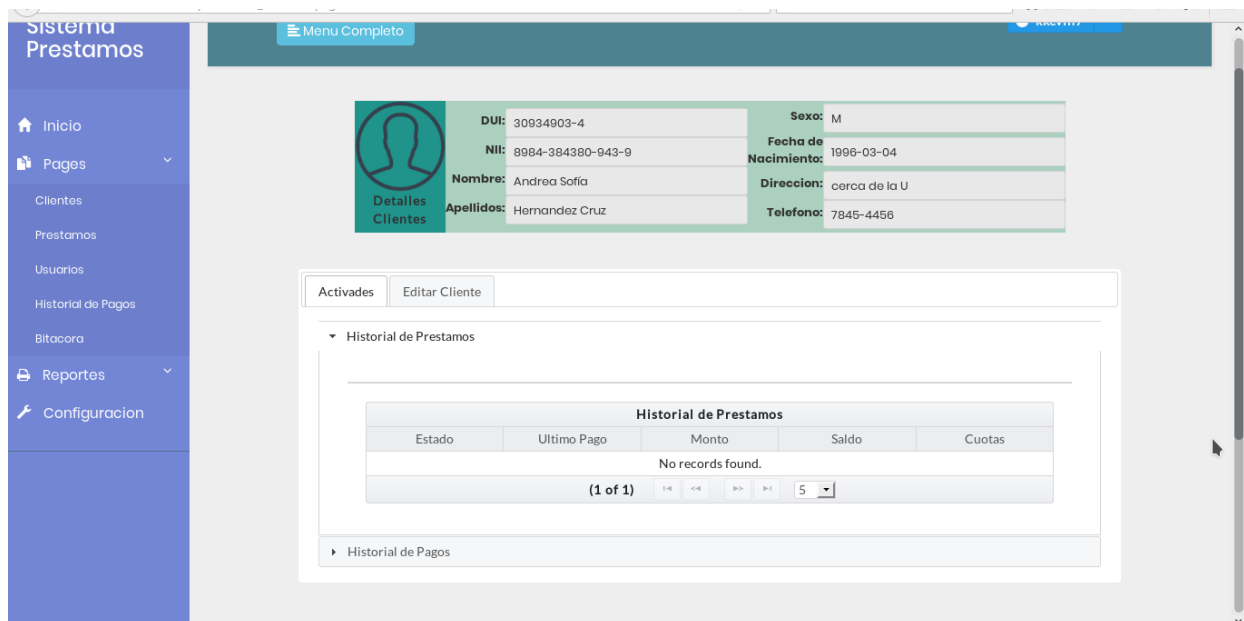 Sistema
Prestamos
Menu Completo
Inicio
Pages
Clientes
Prestamos
Usuarios
Historial de Pagos
Bitacora
Reportes
Configuracion
Detalles
Clientes
DUI: 30934903-4
NII: 8984-384380-943-9
Nombre: Andrea Sofía
Apellidos: Hernandez Cruz
Sexo: M
Fecha de
Nacimiento: 1996-03-04
Direccion: cerca de la U
Telefono: 7845-4456
Activades Editar Cliente
Historial de Prestamos
Historial de Prestamos
Estado Ultimo Pago Monto Saldo Cuotas
No records found.
(1 of 1) 5
Historial de Pagos